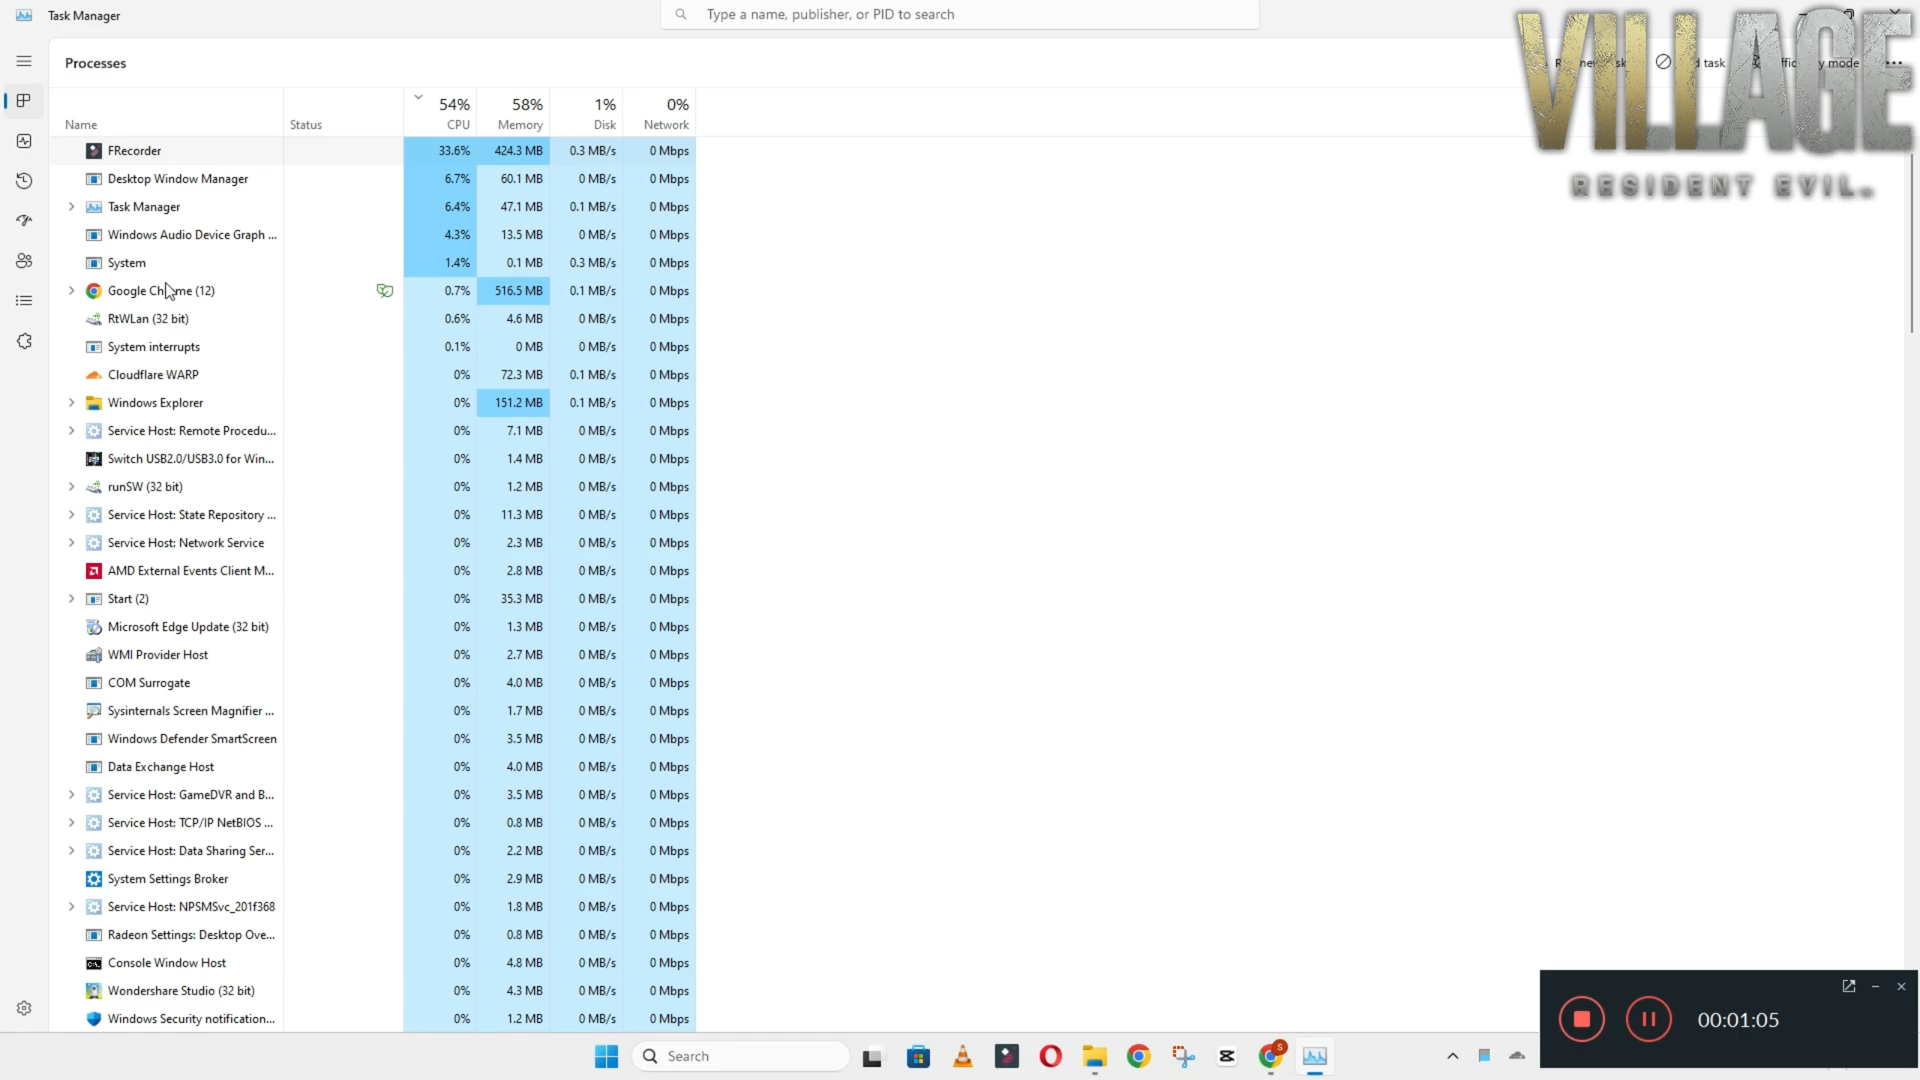 Task Manager
Type a name, publisher, or PID to search
VILLAGE
RESIDENT EVIL.
Processes
task
mode
54% 58% 1% 0%
Name Status CPU Memory Disk Network
FRecorder 33.6% 424.3 MB 0.3 MB/s 0 Mbps
Desktop Window Manager 6.7% 60.1 MB 0 MB/s 0 Mbps
Task Manager 6.4% 47.1 MB 0.1 MB/s 0 Mbps
Windows Audio Device Graph ... 4.3% 13.5 MB 0 MB/s 0 Mbps
System 1.4% 0.1 MB 0.3 MB/s 0 Mbps
Google Chrome (12) 0.7% 516.5 MB 0.1 MB/s 0 Mbps
RtWLan (32 bit) 0.6% 4.6 MB 0 MB/s 0 Mbps
System interrupts 0.1% 0 MB 0 MB/s 0 Mbps
Cloudflare WARP 0% 72.3 MB 0.1 MB/s 0 Mbps
Windows Explorer 0% 151.2 MB 0.1 MB/s 0 Mbps
Service Host: Remote Procedu... 0% 7.1 MB 0 MB/s 0 Mbps
Switch USB2.0/USB3.0 for Win... 0% 1.4 MB 0 MB/s 0 Mbps
runSW (32 bit) 0% 1.2 MB 0 MB/s 0 Mbps
Service Host: State Repository ... 0% 11.3 MB 0 MB/s 0 Mbps
Service Host: Network Service 0% 2.3 MB 0 MB/s 0 Mbps
AMD External Events Client M... 0% 2.8 MB 0 MB/s 0 Mbps
Start (2) 0% 35.3 MB 0 MB/s 0 Mbps
Microsoft Edge Update (32 bit) 0% 1.3 MB 0 MB/s 0 Mbps
WMI Provider Host 0% 2.7 MB 0 MB/s 0 Mbps
COM Surrogate 0% 4.0 MB 0 MB/s 0 Mbps
Sysinternals Screen Magnifier ... 0% 1.7 MB 0 MB/s 0 Mbps
Windows Defender SmartScreen 0% 3.5 MB 0 MB/s 0 Mbps
Data Exchange Host 0% 4.0 MB 0 MB/s 0 Mbps
Service Host: GameDVR and B... 0% 3.5 MB 0 MB/s 0 Mbps
Service Host: TCP/IP NetBIOS ... 0% 0.8 MB 0 MB/s 0 Mbps
Service Host: Data Sharing Ser... 0% 2.2 MB 0 MB/s 0 Mbps
System Settings Broker 0% 2.9 MB 0 MB/s 0 Mbps
Service Host: NPSMSvc_201f368 0% 1.8 MB 0 MB/s 0 Mbps
Radeon Settings: Desktop Ove... 0% 0.8 MB 0 MB/s 0 Mbps
Console Window Host 0% 4.8 MB 0 MB/s 0 Mbps
Wondershare Studio (32 bit) 0% 4.3 MB 0 MB/s 0 Mbps
Windows Security notification... 0% 1.2 MB 0 MB/s 0 Mbps
00:01:05
Search
S